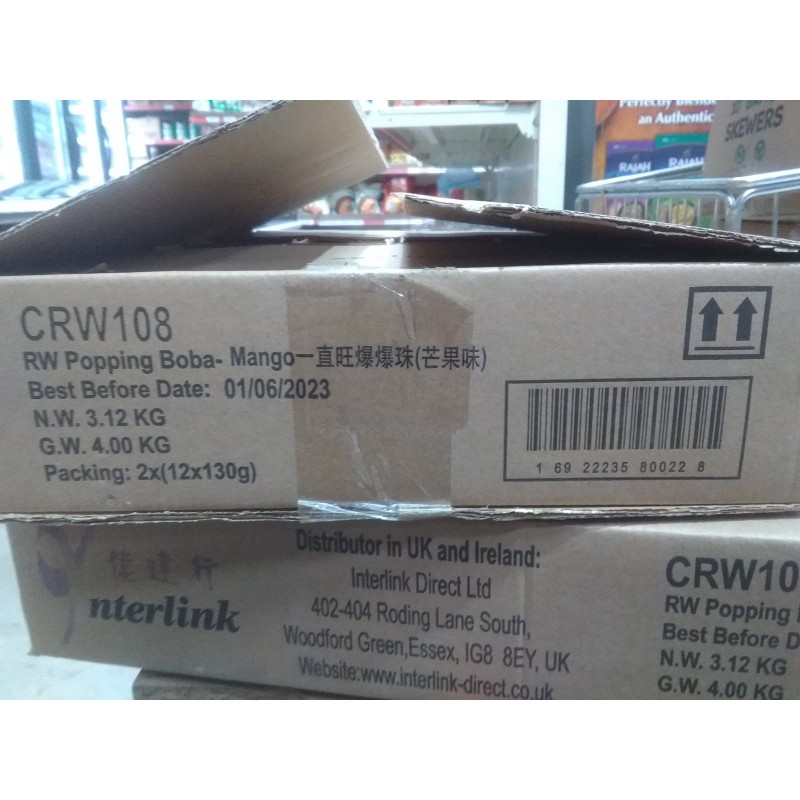 Perfectly Blende
an Authentic
RAJAH
RAJAH
SKEWERS
CRW108
RW Popping Boba- Mango一直旺爆爆珠(芒果味)
Best Before Date: 01/06/2023
N.W. 3.12 KG
G.W. 4.00 KG
Packing: 2x(12x130g)
1 69 22235 80022 8
億達軒
nterlink
Distributor in UK and Ireland:
Interlink Direct Ltd
402-404 Roding Lane South,
Woodford Green,Essex, IG8 8EY, UK
Website:www.interlink-direct.co.uk
CRW10
RW Popping
Best Before D
N.W. 3.12 KG
G.W. 4.00 KG